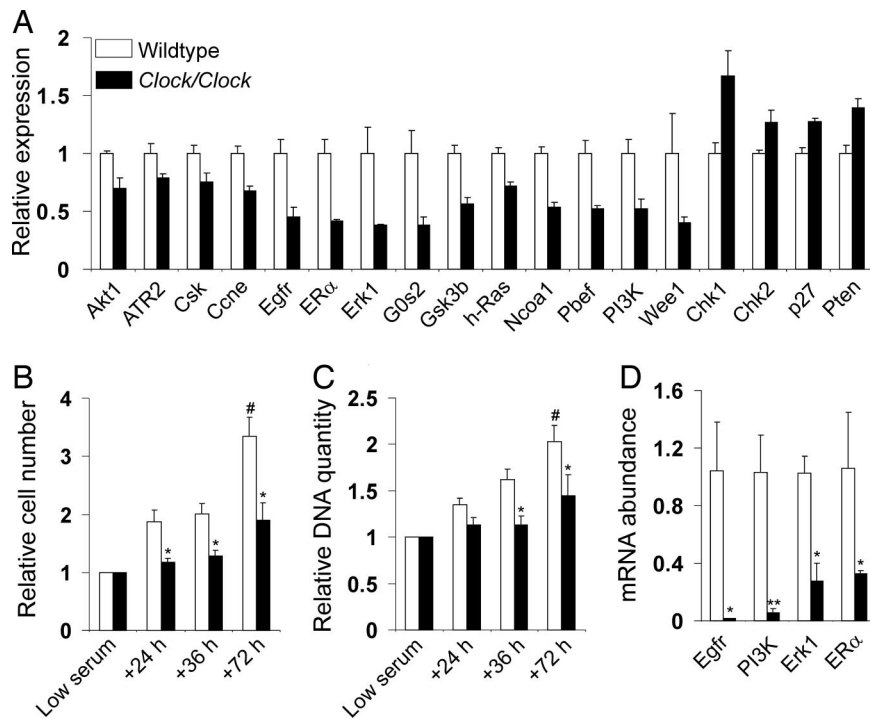 A
Relative expression
2
1.5
1
0.5
0
Wildtype
Clock/Clock
Akt1
ATR2
Csk
Ccne
Egfr
ERα
Erk1
G0s2
Gsk3b
h-Ras
Ncoa1
Pbef
PI3K
Wee1
Chk1
Chk2
p27
Pten
B
Relative cell number
4
3
2
1
0
#
*
*
*
Low serum
+24 h
+36 h
+72 h
C
Relative DNA quantity
2.5
2
1.5
1
0.5
0
#
*
*
Low serum
+24 h
+36 h
+72 h
D
mRNA abundance
1.6
1.2
0.8
0.4
0
*
**
*
*
Egfr
PI3K
Erk1
ERα